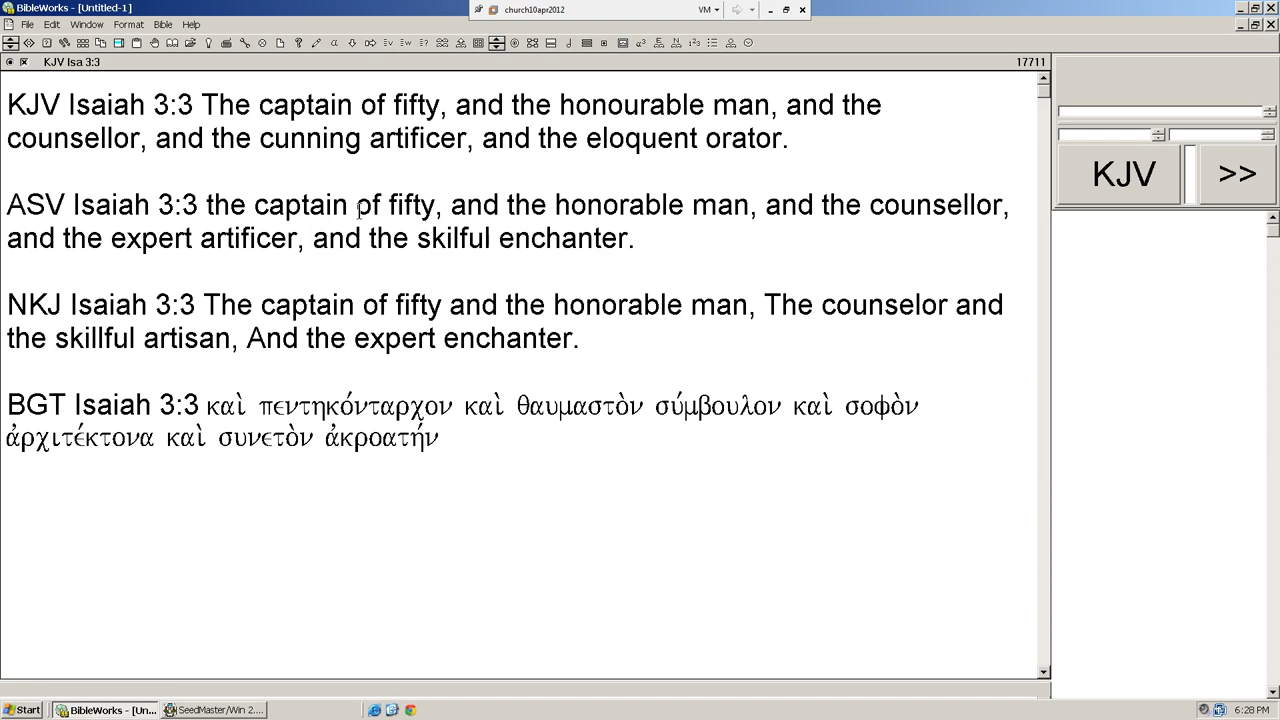 BibleWorks - [Untitled-1]
church10apr2012
VM
File Edit Window Format Bible Help
KJV Isa 3:3
17711
KJV Isaiah 3:3 The captain of fifty, and the honourable man, and the
counsellor, and the cunning artificer, and the eloquent orator.
ASV Isaiah 3:3 the captain of fifty, and the honorable man, and the counsellor,
and the expert artificer, and the skilful enchanter.
NKJ Isaiah 3:3 The captain of fifty and the honorable man, The counselor and
the skillful artisan, And the expert enchanter.
BGT Isaiah 3:3 καὶ πεντηκόνταρχον καὶ θαυμαστὸν σύμβουλον καὶ σοφὸν
ἀρχιτέκτονα καὶ συνετὸν ἀκροατήν
KJV
>>
Start
BibleWorks - [Un...
SeedMaster/Win 2....
6:28 PM